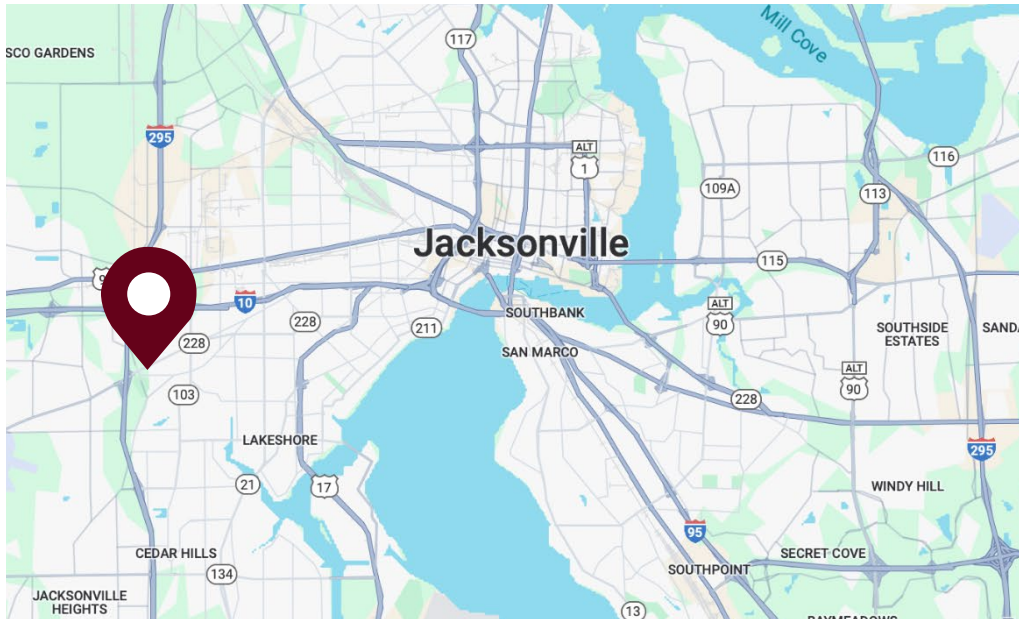 Mill Cove
117
SCO GARDENS
295
ALT
1
116
109A
113
Jacksonville
115
9
10
228
211
SOUTHBANK
ALT
90
SOUTHSIDE
ESTATES
SANDA
228
SAN MARCO
ALT
90
103
228
LAKESHORE
295
21
17
WINDY HILL
95
CEDAR HILLS
SECRET COVE
134
SOUTHPOINT
JACKSONVILLE
HEIGHTS
13
BAYMEADOWS